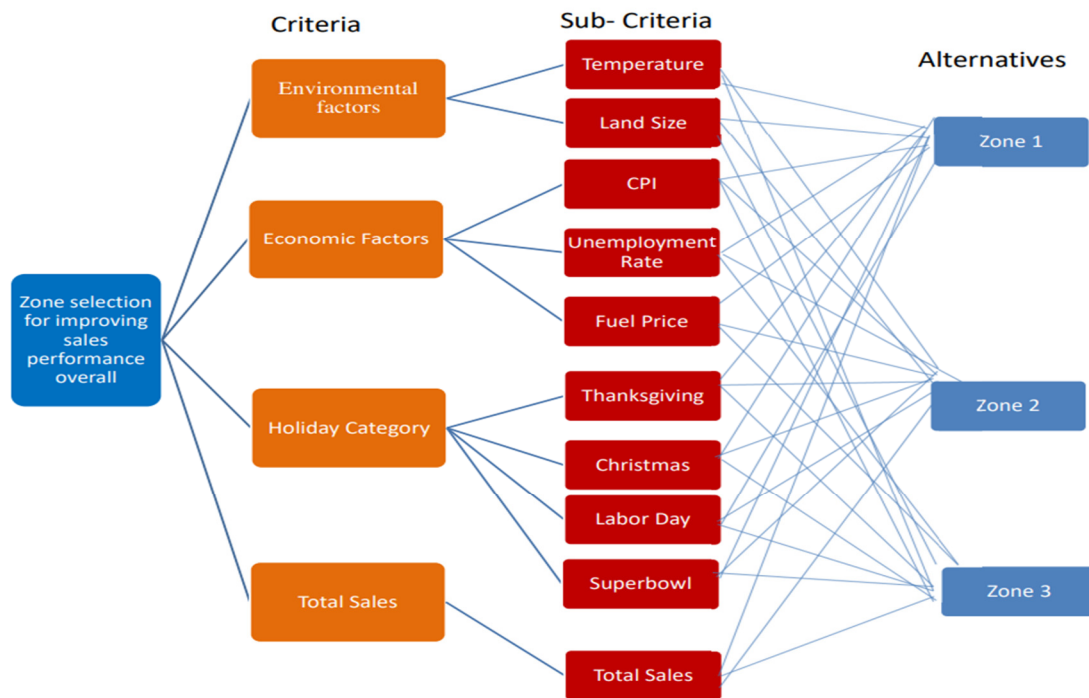 Criteria
Sub- Criteria
Alternatives
Zone selection
for improving
sales
performance
overall
Environmental
factors
Economic Factors
Holiday Category
Total Sales
Temperature
Land Size
CPI
Unemployment
Rate
Fuel Price
Thanksgiving
Christmas
Labor Day
Superbowl
Total Sales
Zone 1
Zone 2
Zone 3